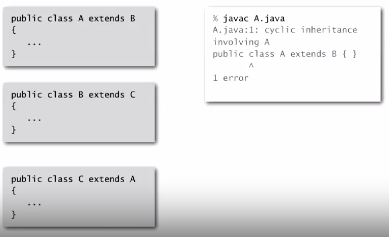 public class A extends B
{
...
}
public class B extends C
{
...
}
public class C extends A
{
...
}
% javac A.java
A.java:1: cyclic inheritance
involving A
public class A extends B { }
^
1 error